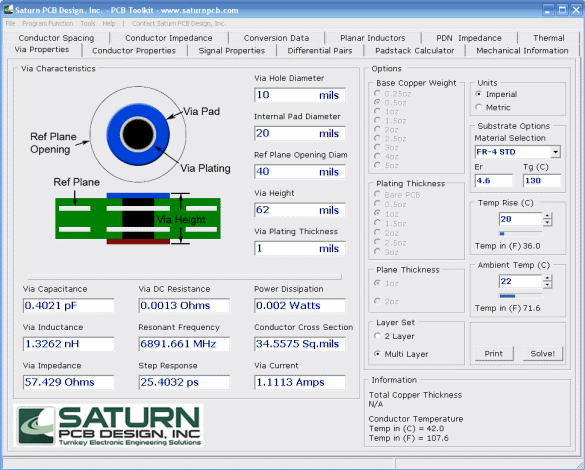 Saturn PCB Design, Inc. - PCB Toolkit - www.saturnpcb.com
File Program Function Tools Help | Contact Saturn PCB Design, Inc.
Conductor Spacing Conductor Impedance Conversion Data Planar Inductors PDN Impedance Thermal
Via Properties Conductor Properties Signal Properties Differential Pairs Padstack Calculator Mechanical Information
Via Characteristics
Via Pad
Ref Plane
Opening
Via Plating
Ref Plane
Via Height
Via Hole Diameter
10 mils
Internal Pad Diameter
20 mils
Ref Plane Opening Diam
40 mils
Via Height
62 mils
Via Plating Thickness
1 mils
Via Capacitance Via DC Resistance Power Dissipation
0.4021 pF 0.0013 Ohms 0.002 Watts
Via Inductance Resonant Frequency Conductor Cross Section
1.3262 nH 6891.661 MHz 34.5575 Sq.mils
Via Impedance Step Response Via Current
57.429 Ohms 25.4032 ps 1.1113 Amps
SATURN
PCB DESIGN, INC
Turnkey Electronic Engineering Solutions
Options
Base Copper Weight
0.25oz
0.5oz
1oz
1.5oz
2oz
2.5oz
3oz
4oz
5oz
Plating Thickness
Bare PCB
0.5oz
1oz
1.5oz
2oz
2.5oz
3oz
Plane Thickness
1oz
2oz
Layer Set
2 Layer
Multi Layer
Units
Imperial
Metric
Substrate Options
Material Selection
FR-4 STD
Er Tg (C)
4.6 130
Temp Rise (C)
20
Temp in (F) 36.0
Ambient Temp (C)
22
Temp in (F) 71.6
Print Solve!
Information
Total Copper Thickness
N/A
Conductor Temperature
Temp in (C) = 42.0
Temp in (F) = 107.6